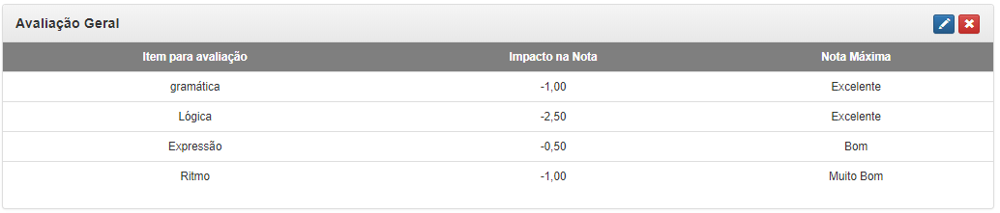 Avaliação Geral
Item para avaliação Impacto na Nota Nota Máxima
gramática -1,00 Excelente
Lógica -2,50 Excelente
Expressão -0,50 Bom
Ritmo -1,00 Muito Bom